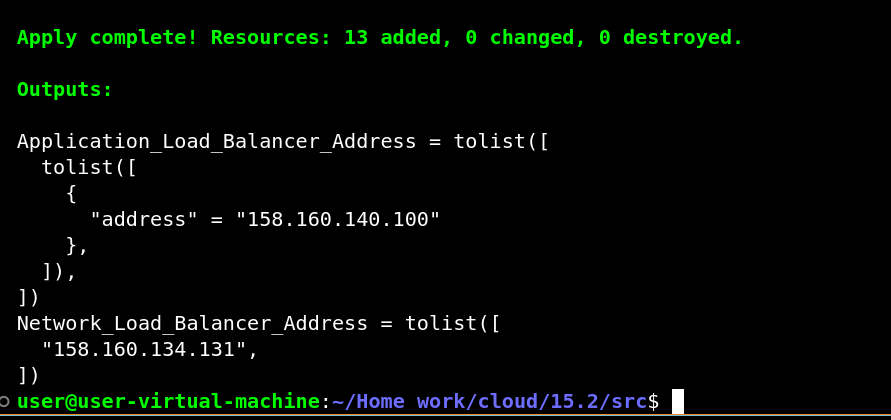 Apply complete! Resources: 13 added, 0 changed, 0 destroyed.
Outputs:
Application_Load_Balancer_Address = tolist([
  tolist([
    {
      "address" = "158.160.140.100"
    },
  ]),
])
Network_Load_Balancer_Address = tolist([
  "158.160.134.131",
])
user@user-virtual-machine:~/Home work/cloud/15.2/src$